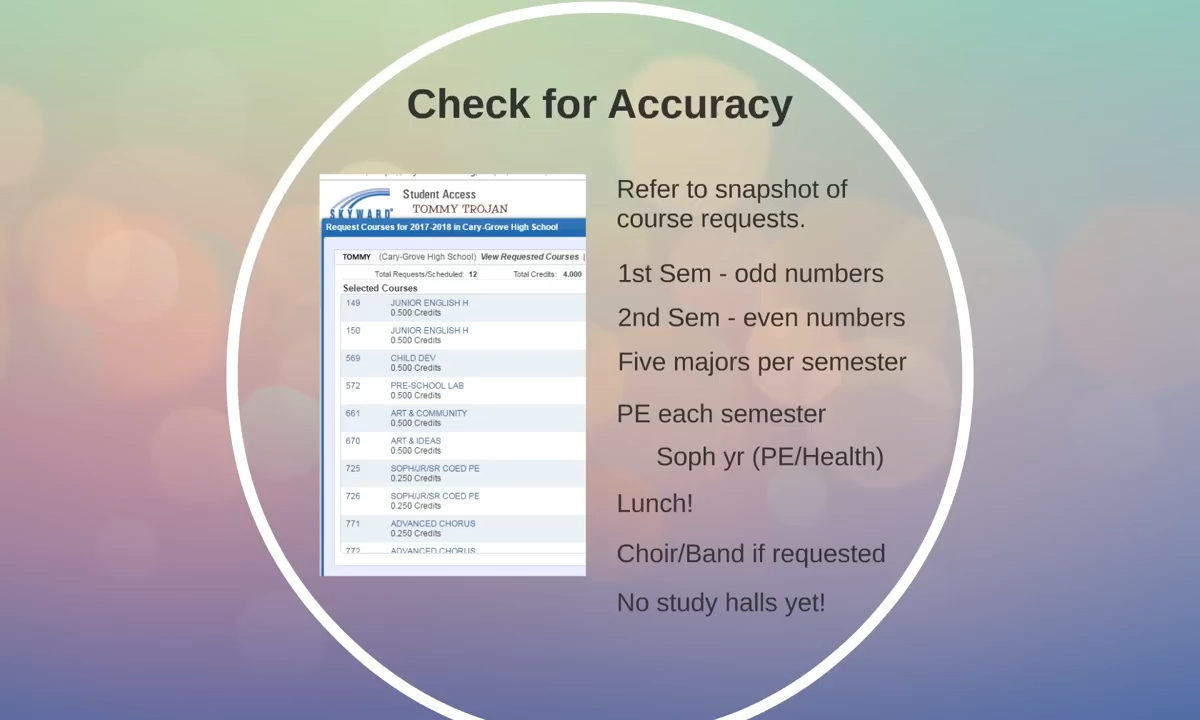 Check for Accuracy
Student Access
SKYWARD®
TOMMY TROJAN
Request Courses for 2017-2018 in Cary-Grove High School
TOMMY (Cary-Grove High School) View Requested Courses |
Total Requests/Scheduled: 12 Total Credits: 4.000
Selected Courses
149 JUNIOR ENGLISH H
0.500 Credits
150 JUNIOR ENGLISH H
0.500 Credits
569 CHILD DEV
0.500 Credits
572 PRE-SCHOOL LAB
0.500 Credits
661 ART & COMMUNITY
0.500 Credits
670 ART & IDEAS
0.500 Credits
725 SOPH/JR/SR COED PE
0.250 Credits
726 SOPH/JR/SR COED PE
0.250 Credits
771 ADVANCED CHORUS
0.250 Credits
772 ADVANCED CHORUS
Refer to snapshot of
course requests.
1st Sem - odd numbers
2nd Sem - even numbers
Five majors per semester
PE each semester
Soph yr (PE/Health)
Lunch!
Choir/Band if requested
No study halls yet!